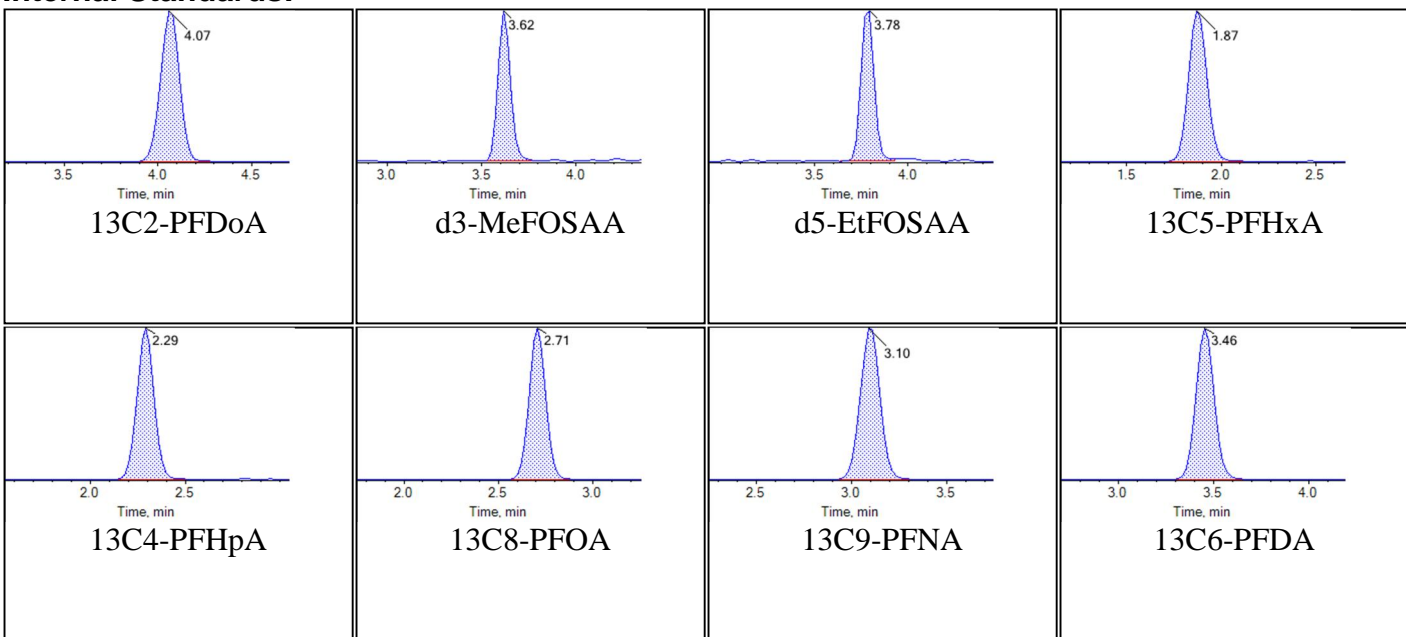 Internal Standards:
4.07
3.62
3.78
1.87
3.5 4.0 4.5
3.0 3.5 4.0
3.5 4.0
1.5 2.0 2.5
Time, min
Time, min
Time, min
Time, min
13C2-PFDoA
d3-MeFOSAA
d5-EtFOSAA
13C5-PFHxA
2.29
2.71
3.10
3.46
2.0 2.5
2.0 2.5 3.0
2.5 3.0 3.5
3.0 3.5 4.0
Time, min
Time, min
Time, min
Time, min
13C4-PFHpA
13C8-PFOA
13C9-PFNA
13C6-PFDA